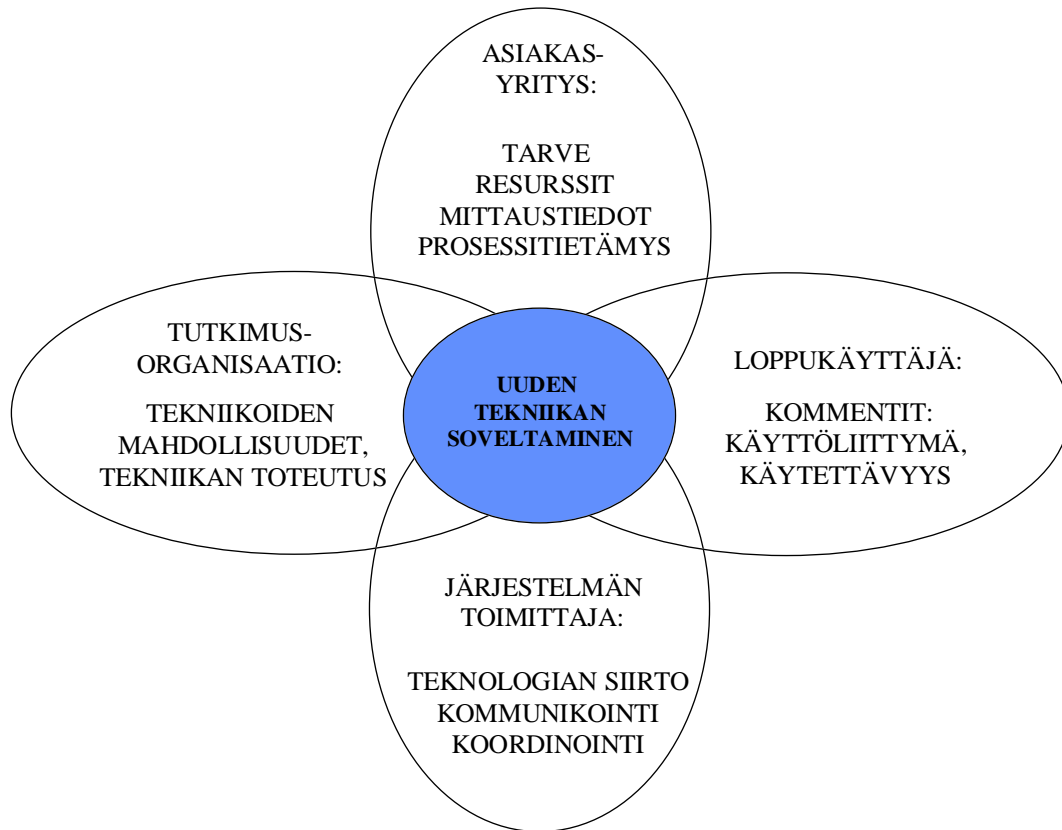 ASIAKAS-
YRITYS:
TARVE
RESURSSIT
MITTAUSTIEDOT
PROSESSITIETÄMYS
TUTKIMUS-
ORGANISAATIO:
TEKNIIKOIDEN
MAHDOLLISUUDET,
TEKNIIKAN TOTEUTUS
UUDEN
TEKNIIKAN
SOVELTAMINEN
LOPPUKÄYTTÄJÄ:
KOMMENTIT:
KÄYTTÖLIITTYMÄ,
KÄYTETTÄVYYS
JÄRJESTELMÄN
TOIMITTAJA:
TEKNOLOGIAN SIIRTO
KOMMUNIKOINTI
KOORDINOINTI